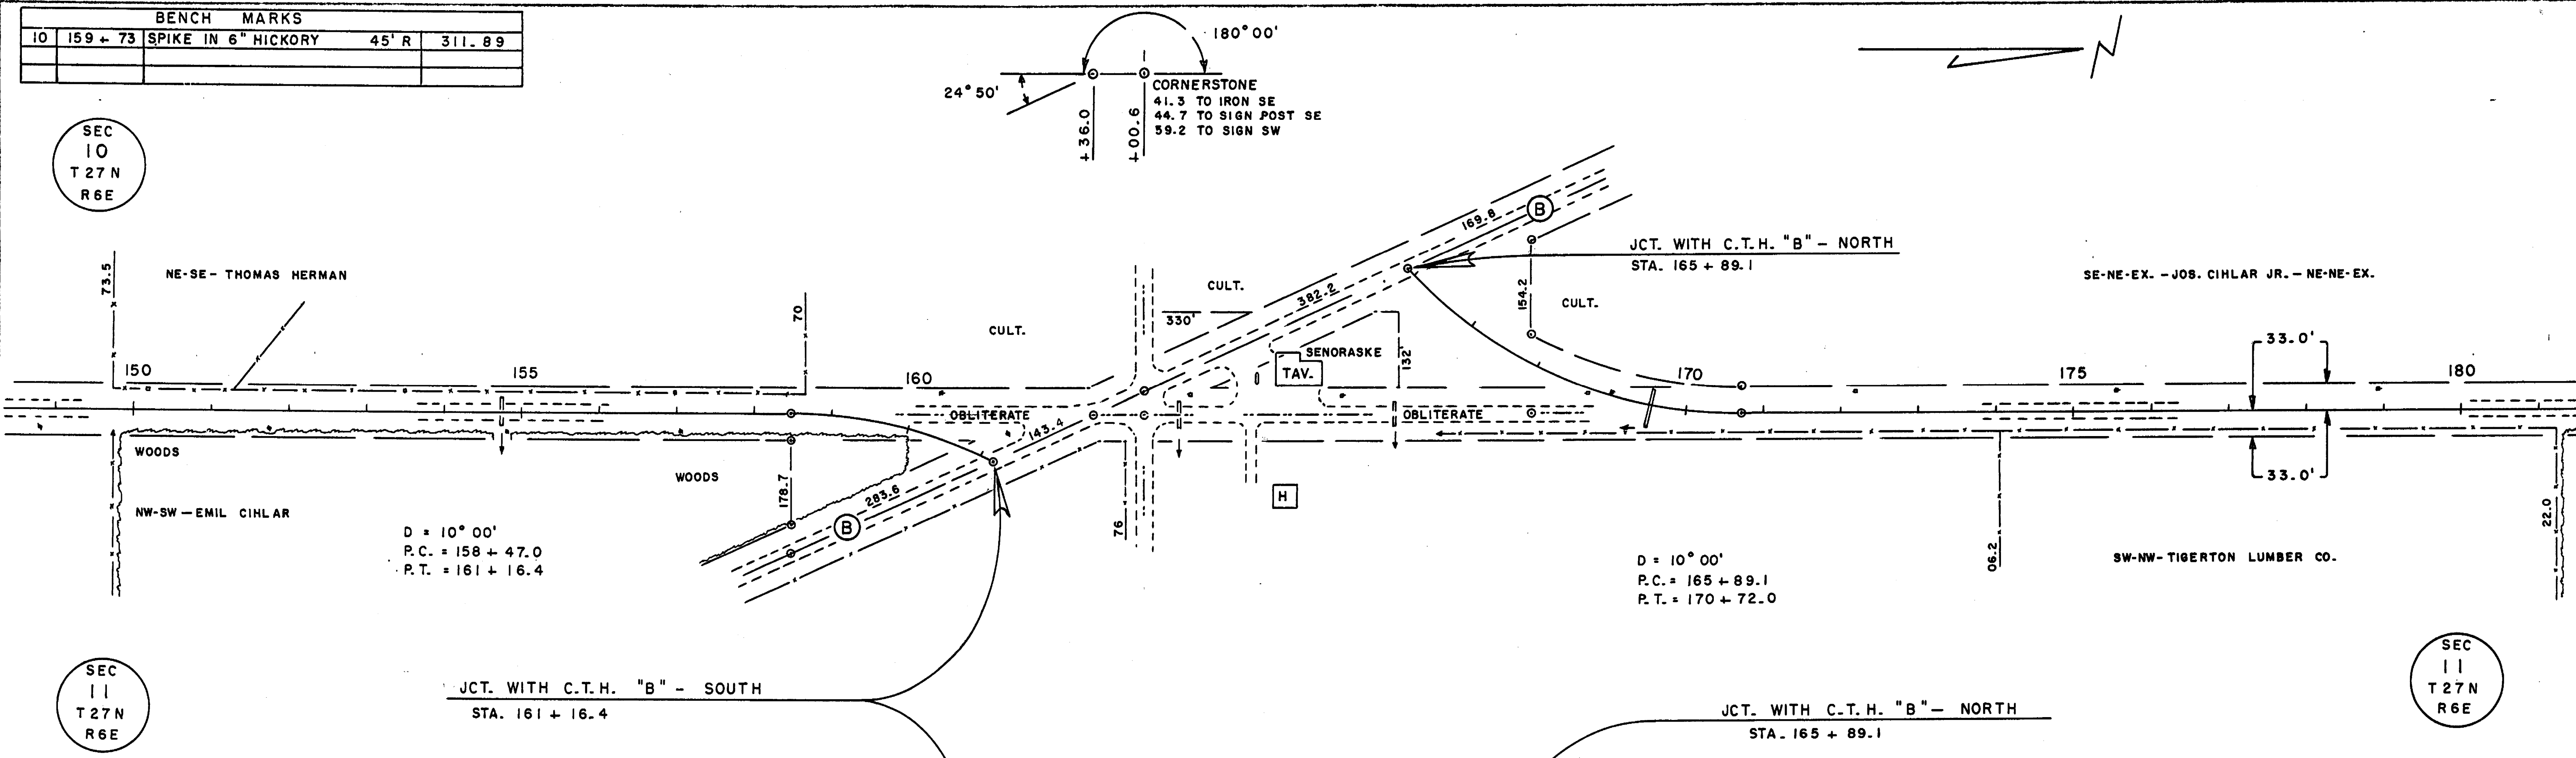 BENCH MARKS
10 159 + 73 SPIKE IN 6" HICKORY 45' R 311.89
180°00'
24°50'
CORNERSTONE
41.3 TO IRON SE
44.7 TO SIGN POST SE
59.2 TO SIGN SW
+36.0
+00.6
N
SEC
10
T 27 N
R6E
73.5
NE-SE- THOMAS HERMAN
70
CULT.
CULT.
330'
382.2
169.8
B
JCT. WITH C.T.H. "B" - NORTH
STA. 165 + 89.1
154.2
CULT.
SE-NE-EX. - JOS. CIHLAR JR. - NE-NE-EX.
33.0'
SENORASKE
TAV.
132'
150
155
160
170
175
180
OBLITERATE
OBLITERATE
143.4
WOODS
WOODS
178.7
283.6
B
76
H
33.0'
06.2
22.0
NW-SW - EMIL CIHLAR
D = 10° 00'
P.C. = 158 + 47.0
P.T. = 161 + 16.4
D = 10° 00'
P.C. = 165 + 89.1
P.T. = 170 + 72.0
SW-NW- TIGERTON LUMBER CO.
SEC
11
T 27 N
R6E
JCT. WITH C.T.H. "B" - SOUTH
STA. 161 + 16.4
JCT. WITH C.T.H. "B" - NORTH
STA. 165 + 89.1
SEC
11
T 27 N
R6E